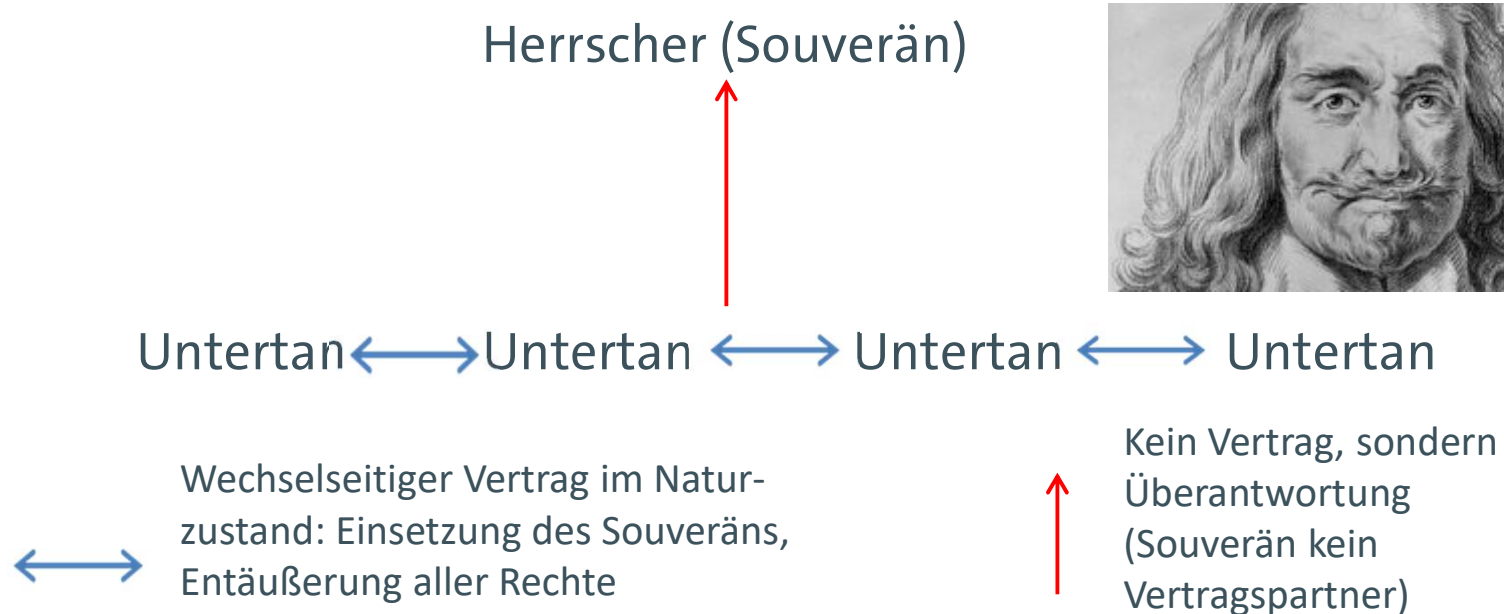 Herrscher (Souverän)
Untertan Untertan Untertan Untertan
Wechselseitiger Vertrag im Natur-
zustand: Einsetzung des Souveräns,
Entäußerung aller Rechte
Kein Vertrag, sondern
Überantwortung
(Souverän kein
Vertragspartner)